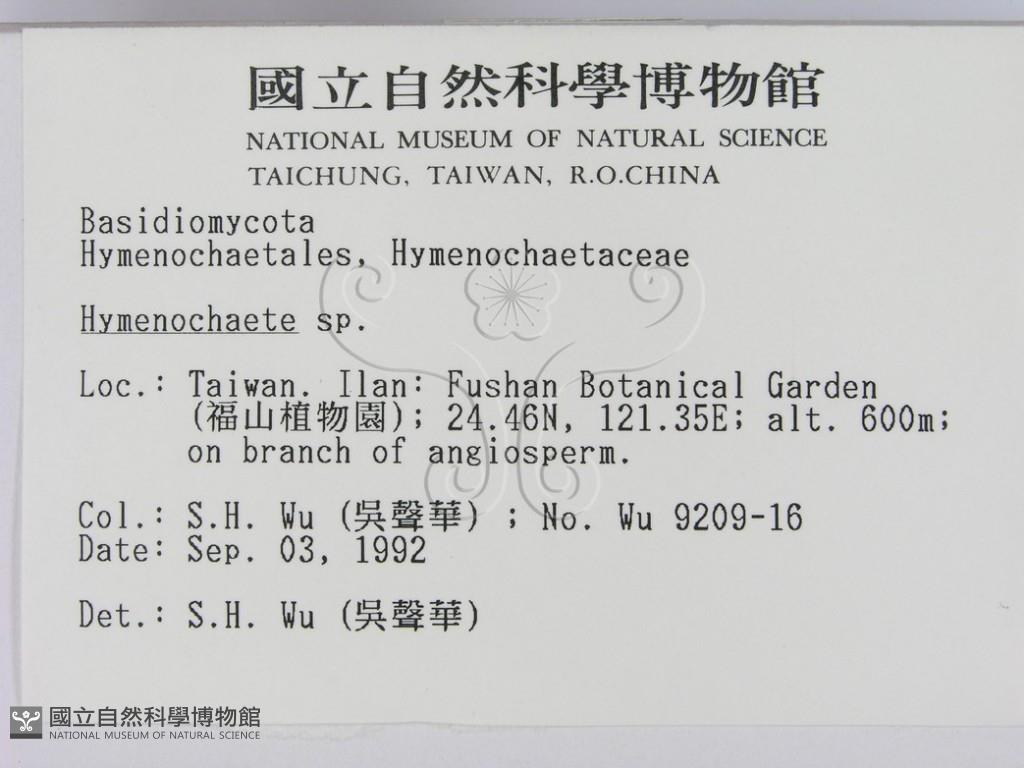 國立自然科學博物館
NATIONAL MUSEUM OF NATURAL SCIENCE
TAICHUNG, TAIWAN, R.O.CHINA
Basidiomycota
Hymenochaetales, Hymenochaetaceae
Hymenochaete sp.
Loc.: Taiwan. Ilan: Fushan Botanical Garden
(福山植物園); 24.46N, 121.35E; alt. 600m;
on branch of angiosperm.
Col.: S.H. Wu (吳聲華) ; No. Wu 9209-16
Date: Sep. 03, 1992
Det.: S.H. Wu (吳聲華)
國立自然科學博物館
NATIONAL MUSEUM OF NATURAL SCIENCE